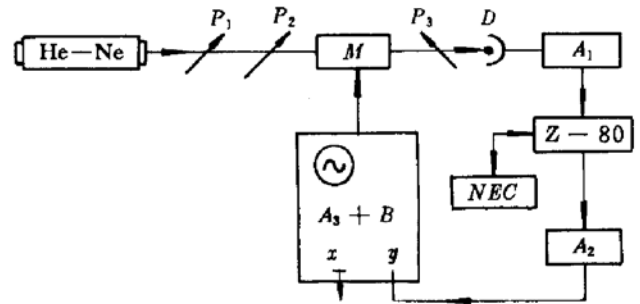 P₁ P₂ P₃ D
He—Ne M A₁
Z — 80
NEC
A₃ + B
A₂
x y